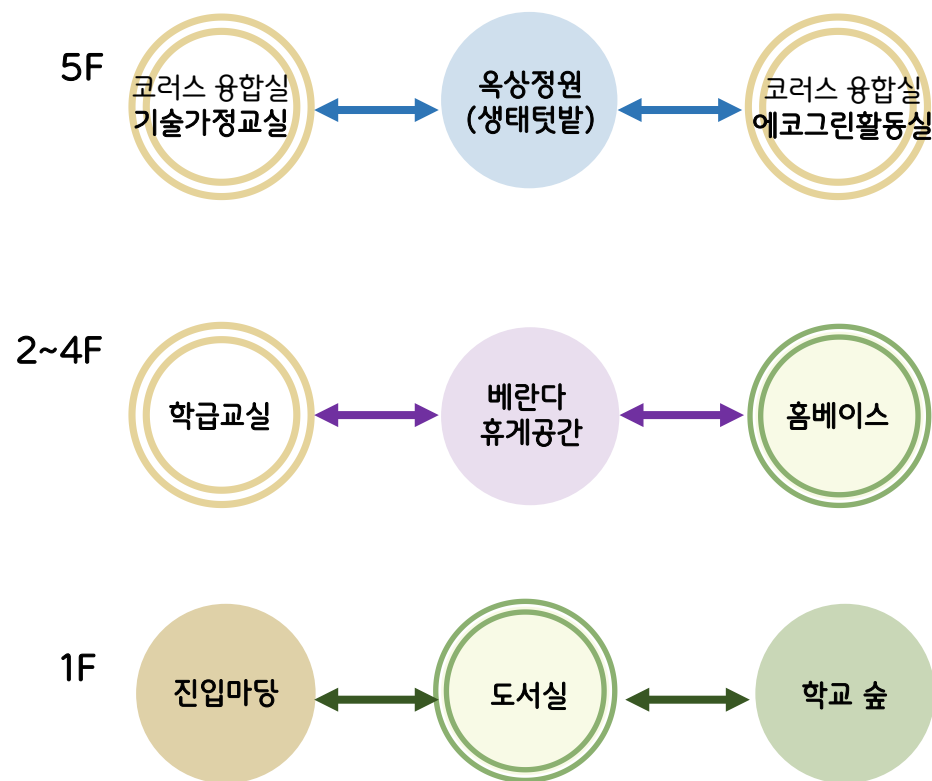 5F
코러스 융합실
기술가정교실
옥상정원
(생태텃밭)
코러스 융합실
에코그린활동실
2~4F
학급교실
베란다
휴게공간
홈베이스
1F
진입마당
도서실
학교 숲